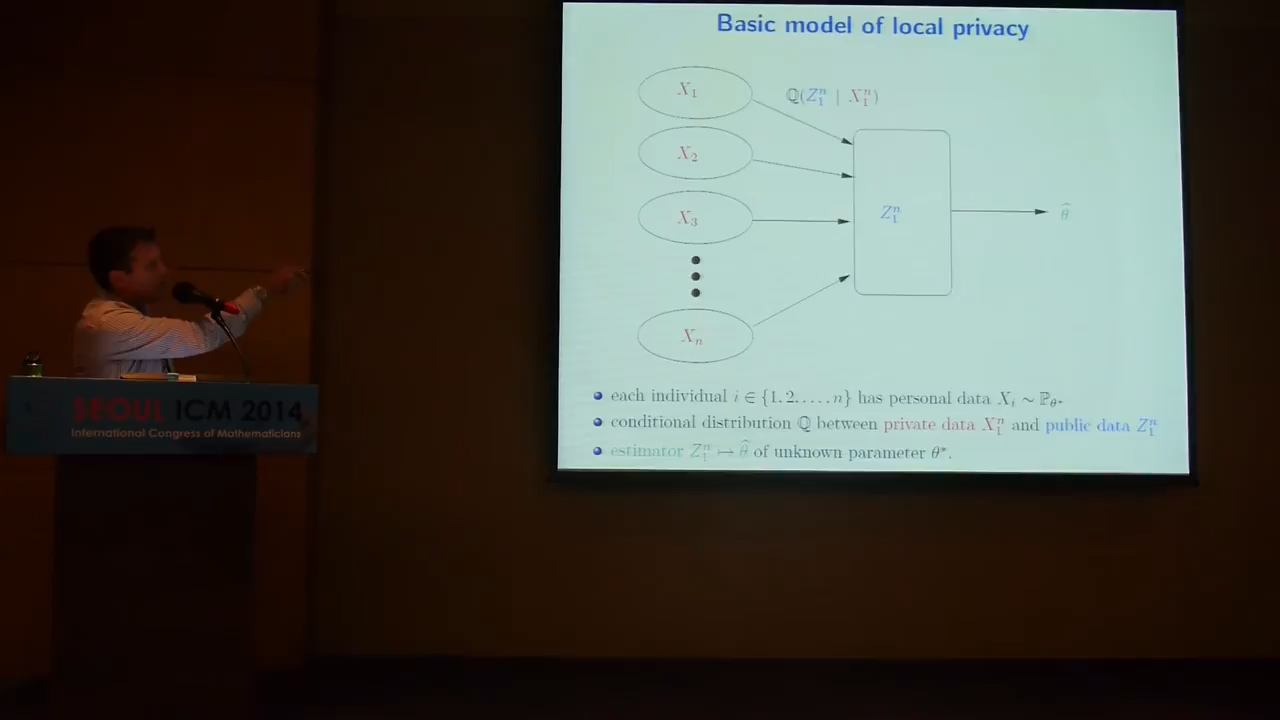 Basic model of local privacy
X₁
ℚ(Z₁ⁿ | X₁ⁿ)
X₂
X₃
Z₁ⁿ
θ̂
Xₙ
each individual i ∈ {1, 2, . . . , n} has personal data Xᵢ ∼ ℙ_θ*
conditional distribution ℚ between private data X₁ⁿ and public data Z₁ⁿ
estimator Z₁ⁿ ↦ θ̂ of unknown parameter θ*.
SEOUL ICM 2014
International Congress of Mathematicians